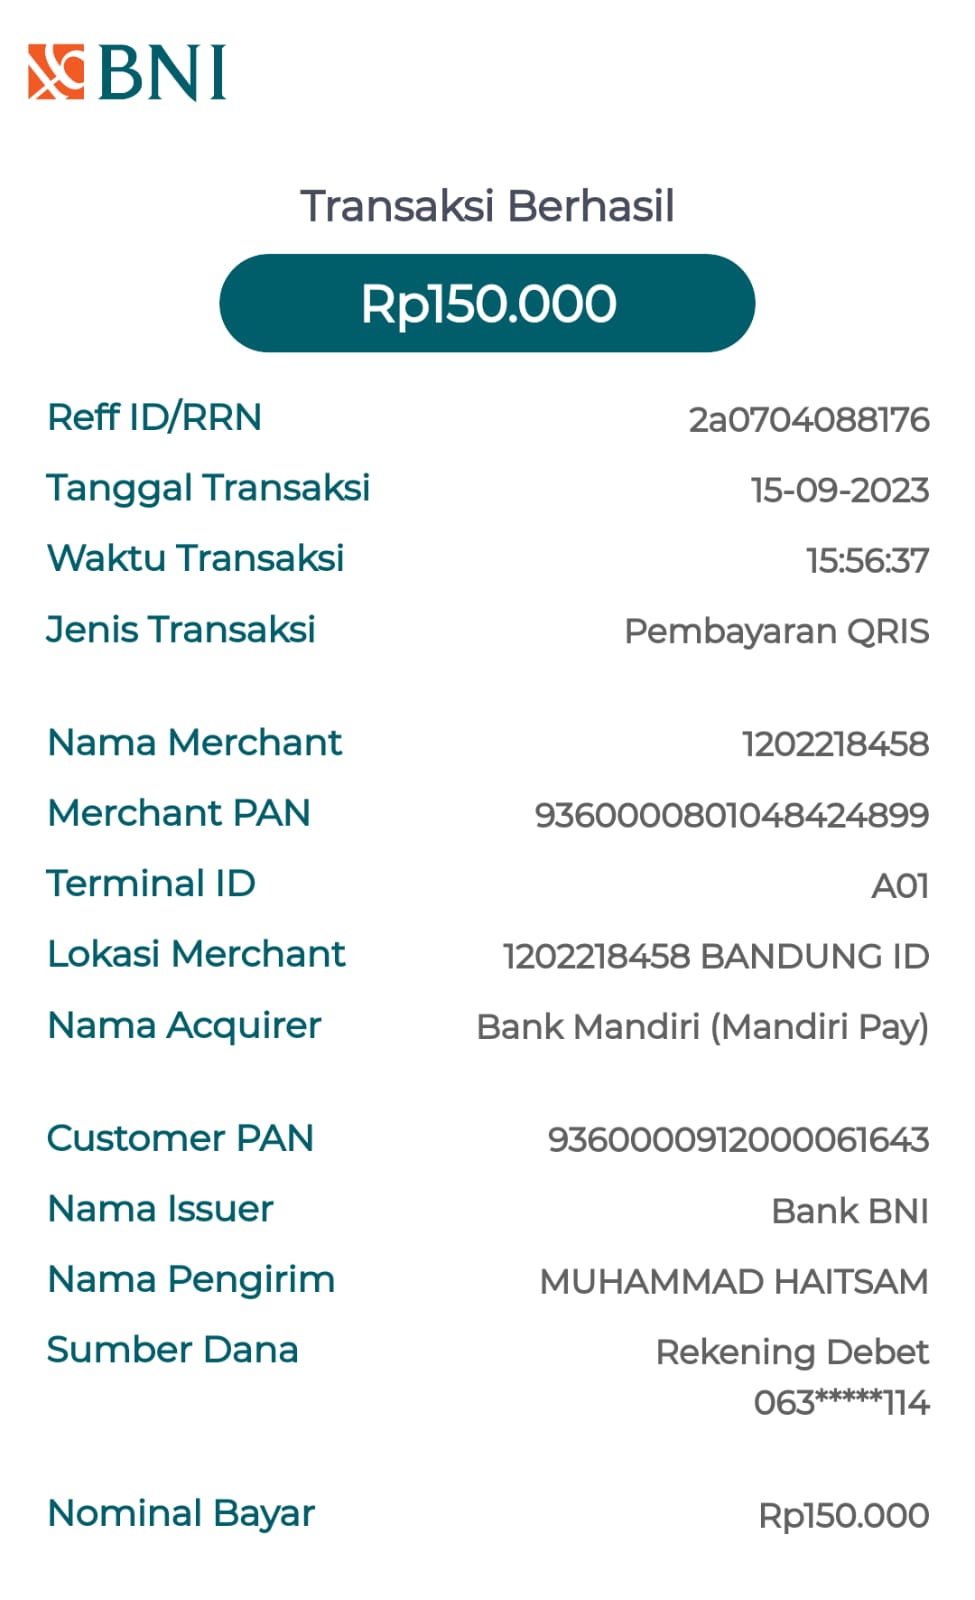 BNI
Transaksi Berhasil
Rp150.000
Reff ID/RRN 2a0704088176
Tanggal Transaksi 15-09-2023
Waktu Transaksi 15:56:37
Jenis Transaksi Pembayaran QRIS
Nama Merchant 1202218458
Merchant PAN 9360000801048424899
Terminal ID A01
Lokasi Merchant 1202218458 BANDUNG ID
Nama Acquirer Bank Mandiri (Mandiri Pay)
Customer PAN 9360000912000061643
Nama Issuer Bank BNI
Nama Pengirim MUHAMMAD HAITSAM
Sumber Dana Rekening Debet
063*****114
Nominal Bayar Rp150.000